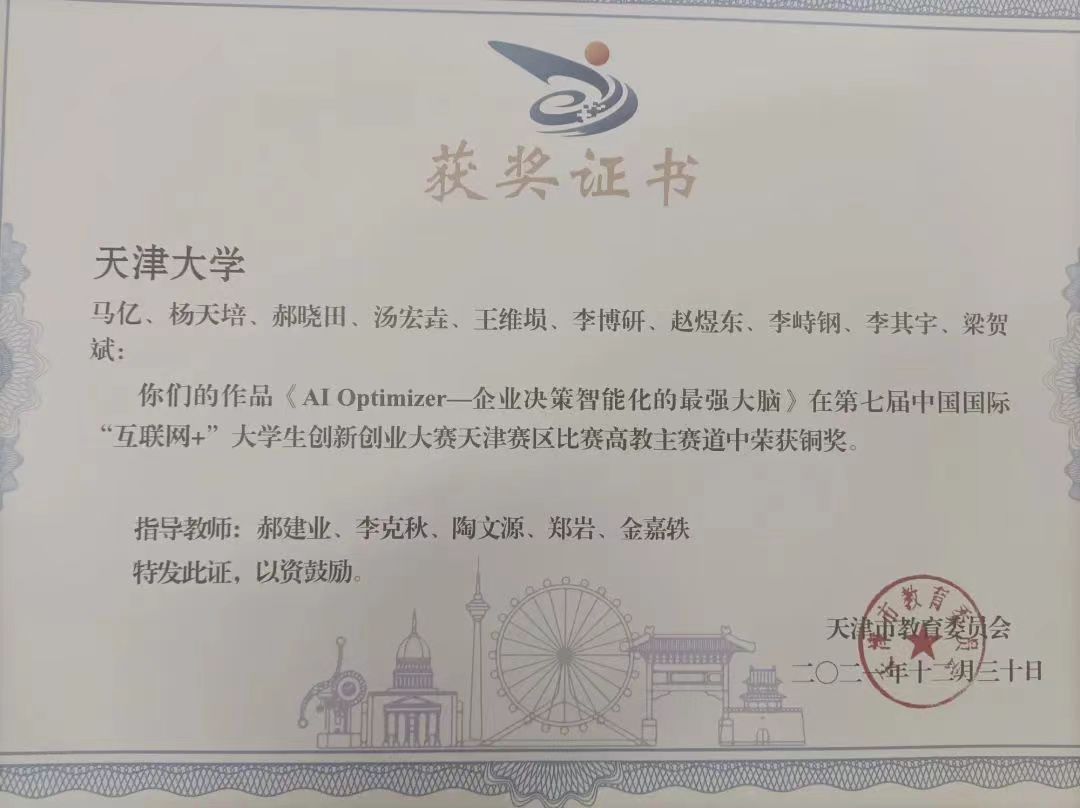 获奖证书
天津大学
马亿、杨天培、郝晓田、汤宏垚、王维埙、李博研、赵煜东、李峙钢、李其宇、梁贺
斌：
你们的作品《AI Optimizer—企业决策智能化的最强大脑》在第七届中国国际
“互联网+”大学生创新创业大赛天津赛区比赛高教主赛道中荣获铜奖。
指导教师：郝建业、李克秋、陶文源、郑岩、金嘉轶
特发此证，以资鼓励。
天津市教育委员会
二〇二一年十二月三十日
天津市教育委员会